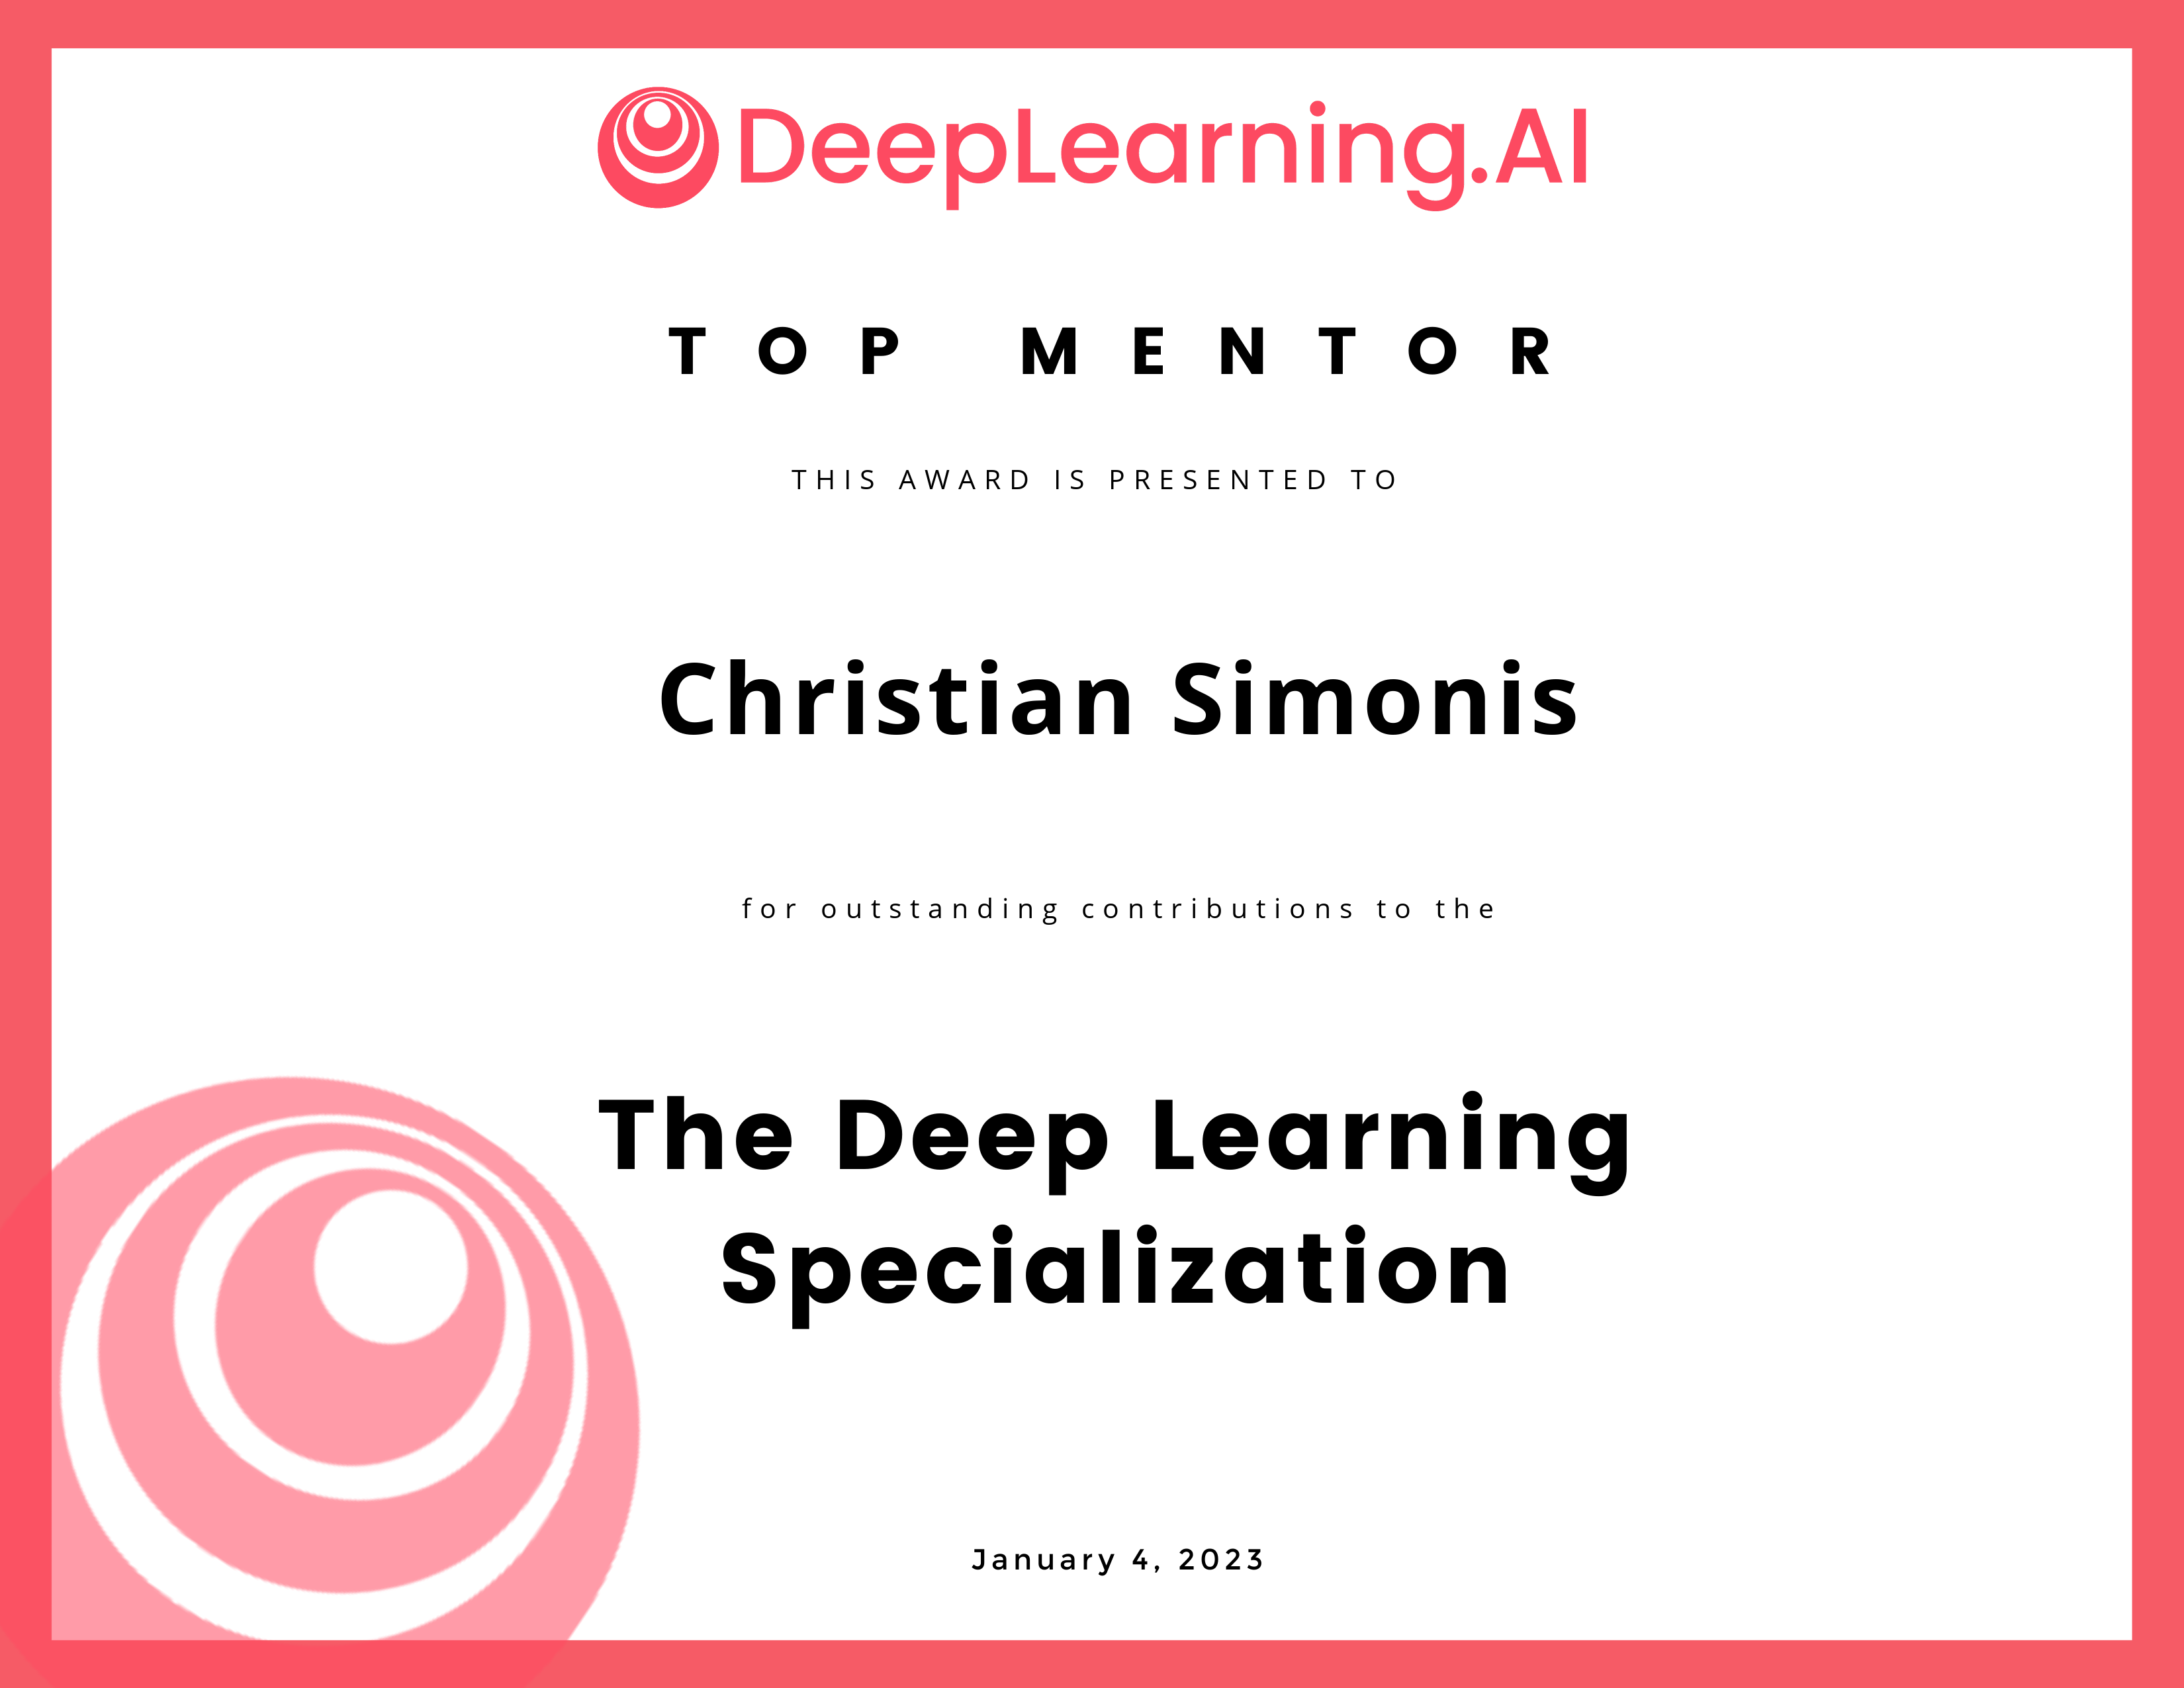 DeepLearning.AI
TOP MENTOR
THIS AWARD IS PRESENTED TO
Christian Simonis
for outstanding contributions to the
The Deep Learning
Specialization
January 4, 2023